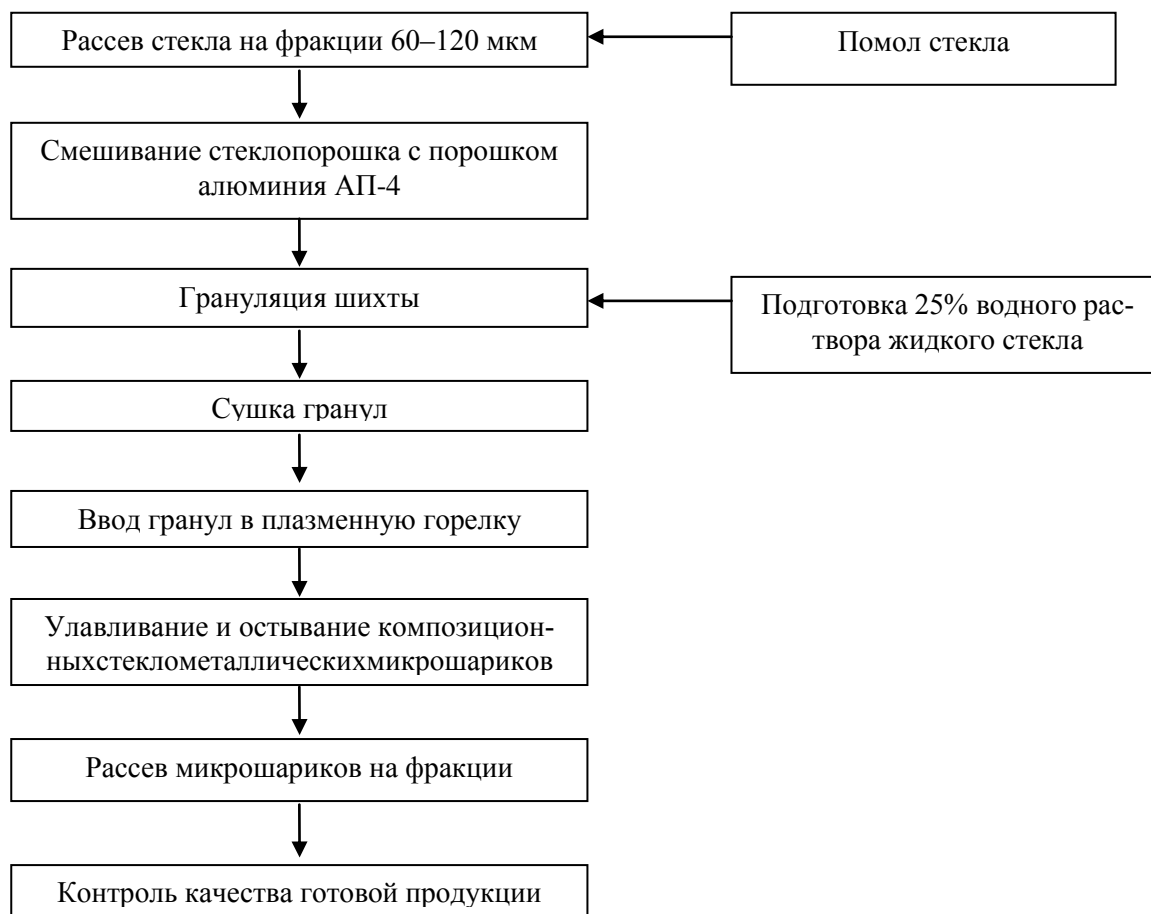 Рассев стекла на фракции 60–120 мкм
Помол стекла
Смешивание стеклопорошка с порошком
алюминия АП-4
Грануляция шихты
Подготовка 25% водного рас-
твора жидкого стекла
Сушка гранул
Ввод гранул в плазменную горелку
Улавливание и остывание композицион-
ныхстеклометаллическихмикрошариков
Рассев микрошариков на фракции
Контроль качества готовой продукции